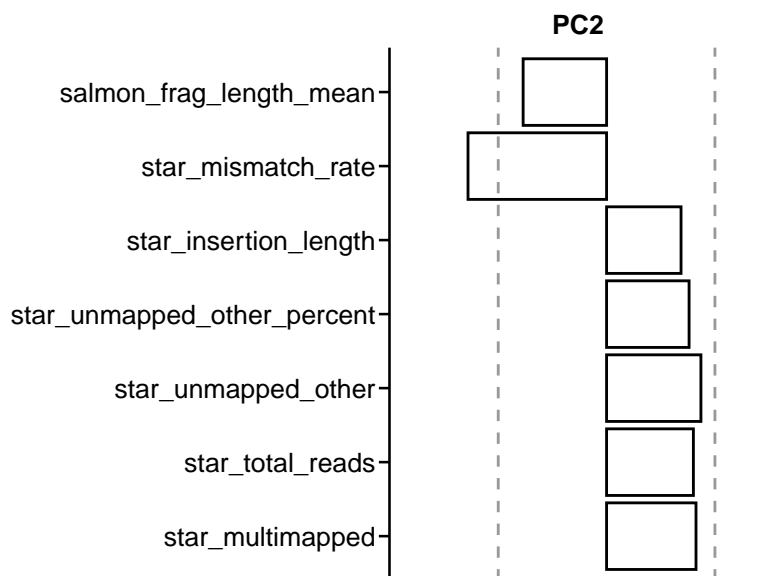 PC2
salmon_frag_length_mean
star_mismatch_rate
star_insertion_length
star_unmapped_other_percent
star_unmapped_other
star_total_reads
star_multimapped